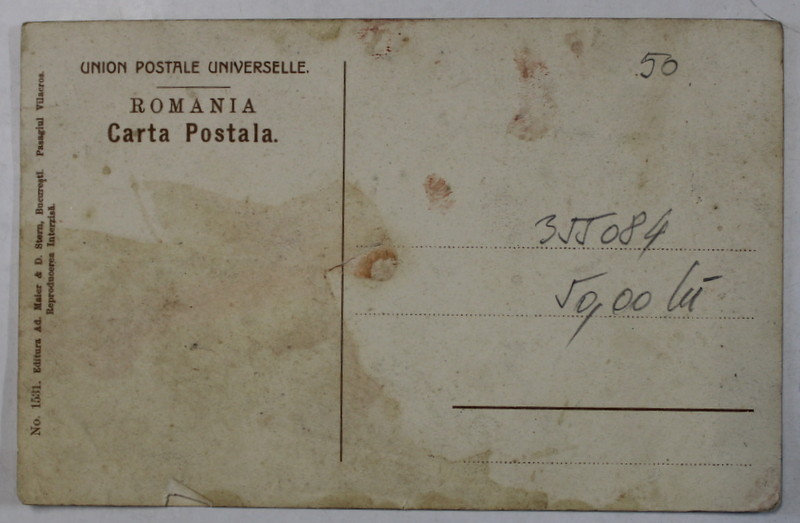 UNION POSTALE UNIVERSELLE.
ROMANIA
Carta Postala.
No. 1531. Editura Ad. Maier & D. Stern, Bucureşti. Pasagiul Vilacros.
Reproducerea Interzisă.
50
355084
50,00 lei